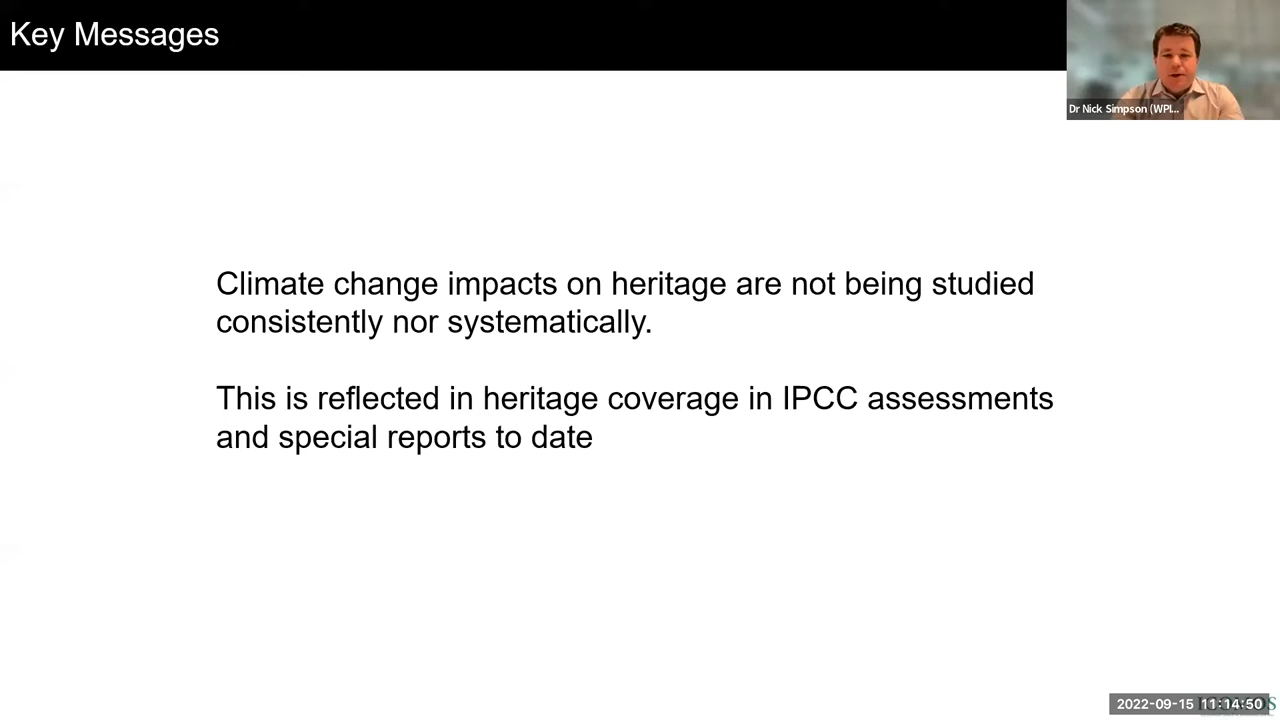 Key Messages
Dr Nick Simpson (WPI...
Climate change impacts on heritage are not being studied
consistently nor systematically.
This is reflected in heritage coverage in IPCC assessments
and special reports to date
2022-09-15 11:14:50